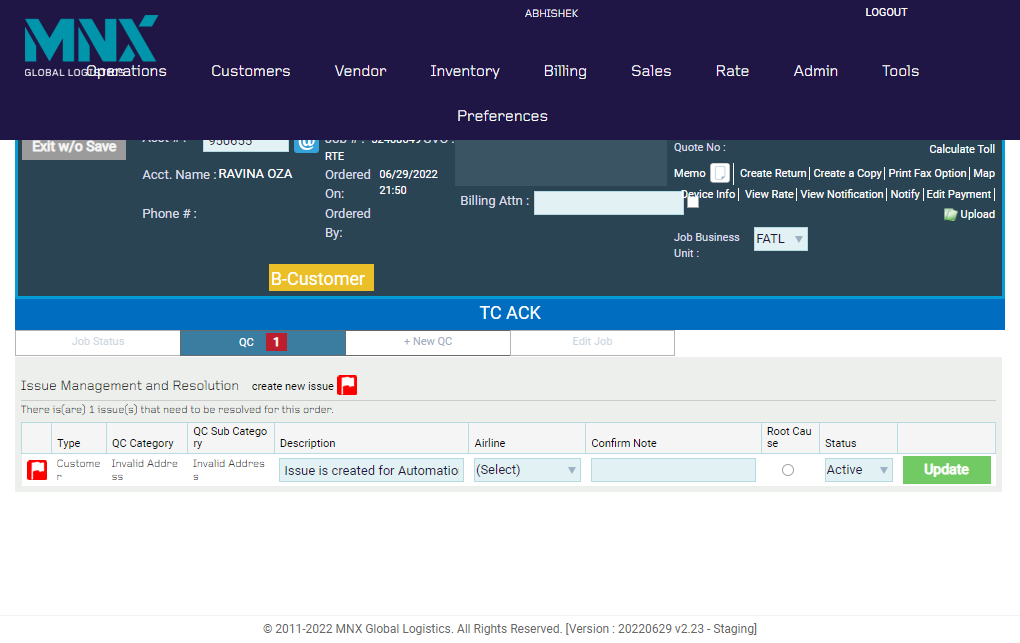 ABHISHEK
LOGOUT
MNX
GLOBAL LOGISTICS
Operations Customers Vendor Inventory Billing Sales Rate Admin Tools
Preferences
Exit w/o Save
950655
@
RTE
Quote No :
Calculate Toll
Acct. Name : RAVINA OZA
Ordered On: 06/29/2022 21:50
Memo Create Return| Create a Copy| Print Fax Option| Map
Billing Attn :
Device Info| View Rate| View Notification| Notify| Edit Payment|
Upload
Phone # :
Ordered By:
Job Business Unit : FATL
B-Customer
TC ACK
Job Status QC 1 + New QC Edit Job
Issue Management and Resolution create new issue
There is(are) 1 issue(s) that need to be resolved for this order.
Type QC Category QC Sub Category Description Airline Confirm Note Root Cause Status
Customer Invalid Address Invalid Address Issue is created for Automatio (Select) Active Update
© 2011-2022 MNX Global Logistics. All Rights Reserved. [Version : 20220629 v2.23 - Staging]